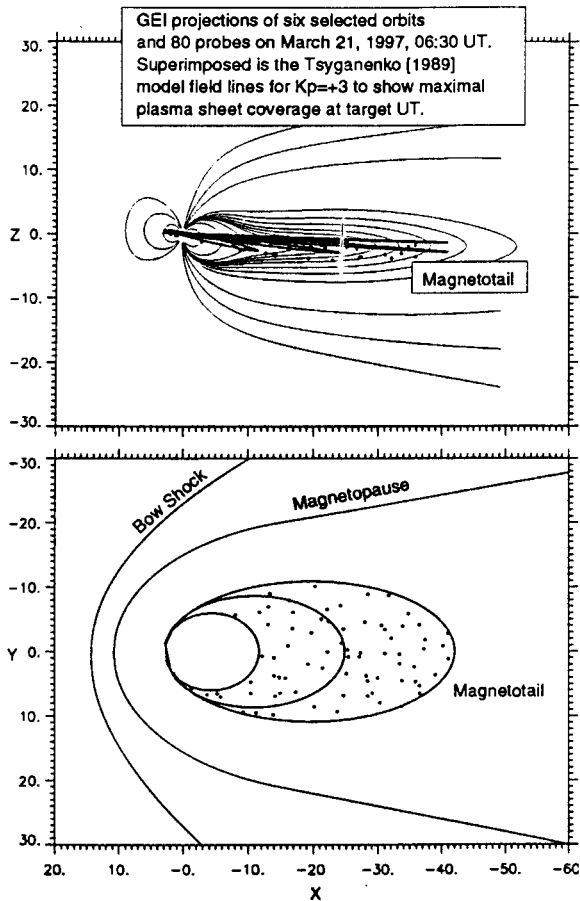 GEI projections of six selected orbits
and 80 probes on March 21, 1997, 06:30 UT.
Superimposed is the Tsyganenko [1989]
model field lines for Kp=+3 to show maximal
plasma sheet coverage at target UT.
30.
20.
10.
Z 0.
-10.
-20.
-30.
Magnetotail
-30.
-20.
-10.
Y 0.
10.
20.
30.
Bow Shock
Magnetopause
Magnetotail
20. 10. -0. -10. -20. -30. -40. -50. -60.
X